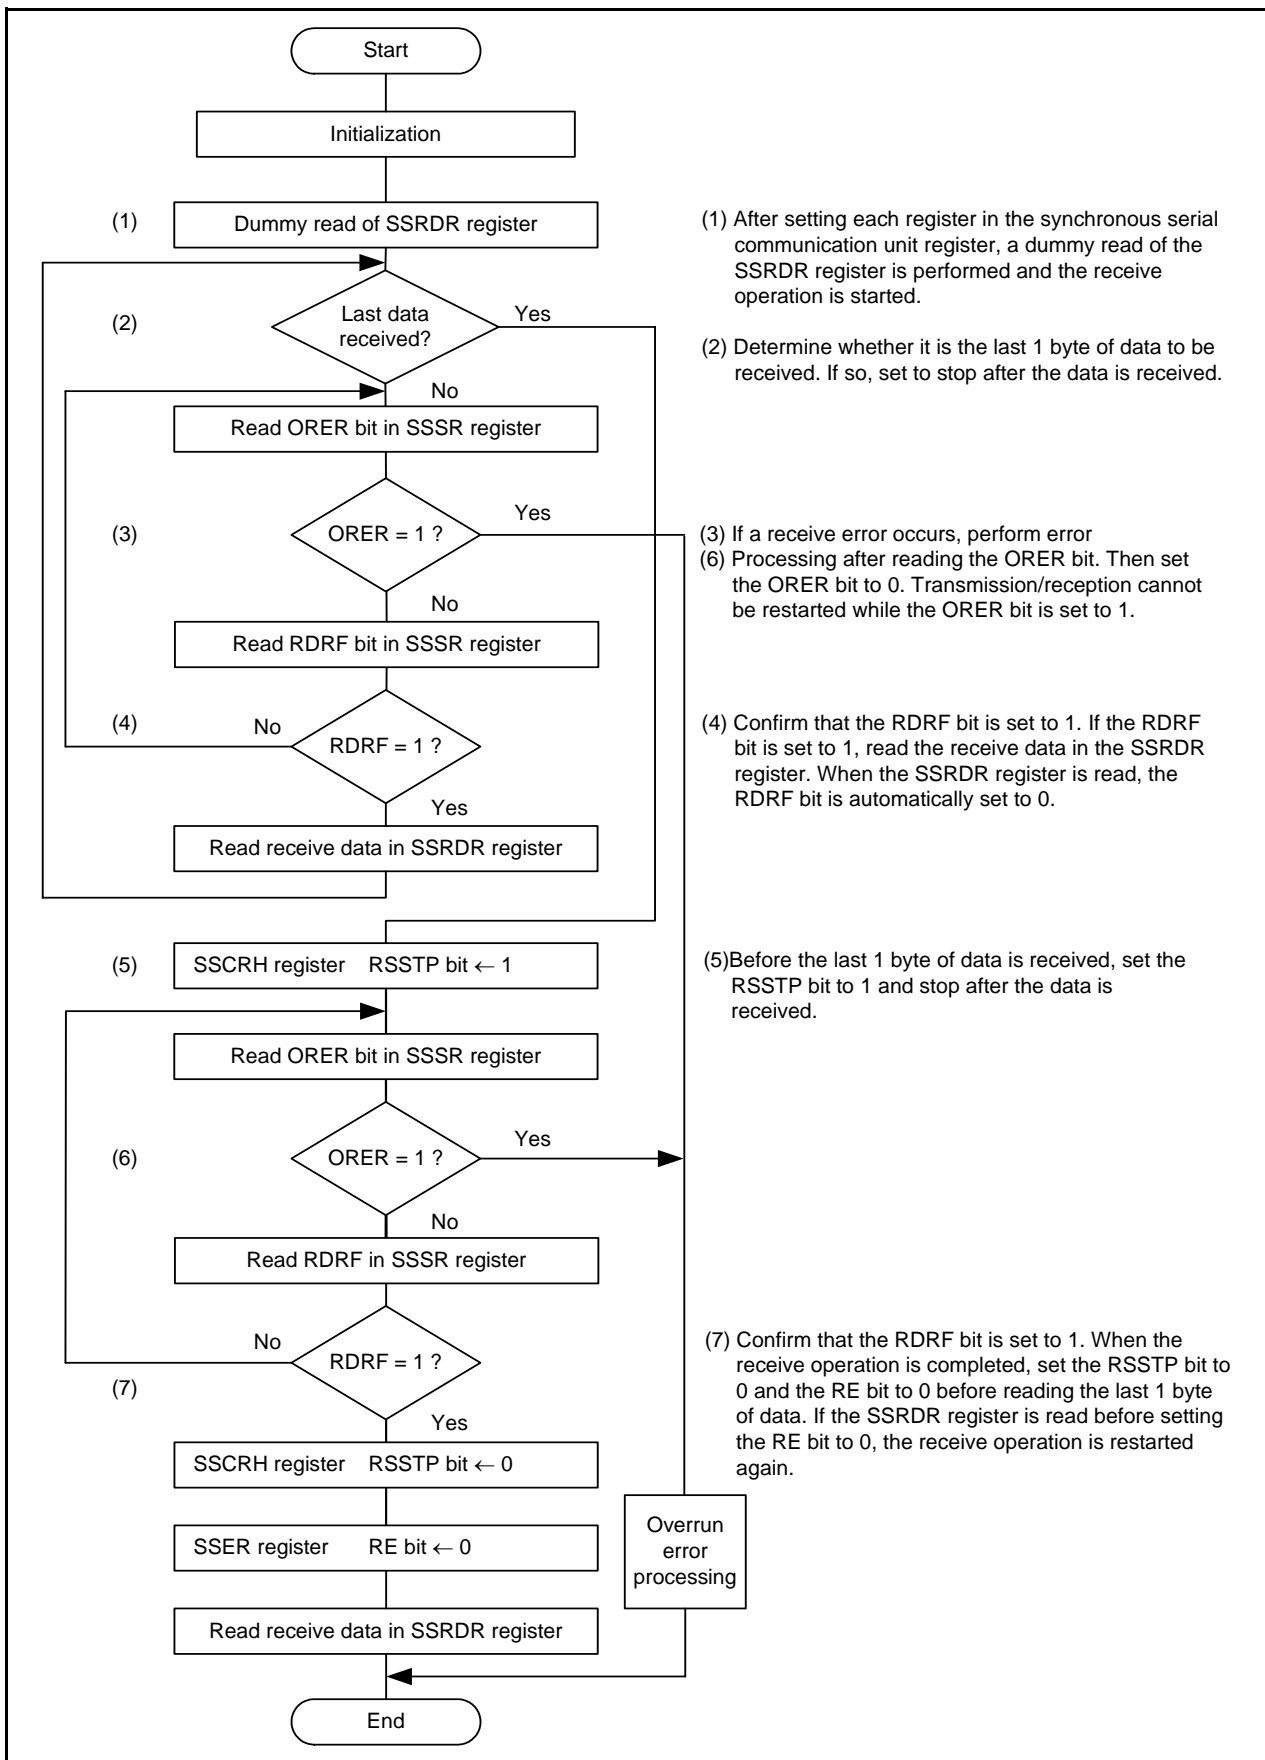 Start
Initialization
(1)
Dummy read of SSRDR register
(1) After setting each register in the synchronous serial
communication unit register, a dummy read of the
SSRDR register is performed and the receive
operation is started.
(2)
Last data
received?
Yes
No
(2) Determine whether it is the last 1 byte of data to be
received. If so, set to stop after the data is received.
Read ORER bit in SSSR register
(3)
ORER = 1 ?
Yes
No
(3) If a receive error occurs, perform error
(6) Processing after reading the ORER bit. Then set
the ORER bit to 0. Transmission/reception cannot
be restarted while the ORER bit is set to 1.
Read RDRF bit in SSSR register
(4)
No
RDRF = 1 ?
Yes
(4) Confirm that the RDRF bit is set to 1. If the RDRF
bit is set to 1, read the receive data in the SSRDR
register. When the SSRDR register is read, the
RDRF bit is automatically set to 0.
Read receive data in SSRDR register
(5)
SSCRH register RSSTP bit ← 1
(5)Before the last 1 byte of data is received, set the
RSSTP bit to 1 and stop after the data is
received.
Read ORER bit in SSSR register
(6)
ORER = 1 ?
Yes
No
Read RDRF in SSSR register
No
RDRF = 1 ?
(7)
Yes
(7) Confirm that the RDRF bit is set to 1. When the
receive operation is completed, set the RSSTP bit to
0 and the RE bit to 0 before reading the last 1 byte
of data. If the SSRDR register is read before setting
the RE bit to 0, the receive operation is restarted
again.
SSCRH register RSSTP bit ← 0
SSER register RE bit ← 0
Overrun
error
processing
Read receive data in SSRDR register
End